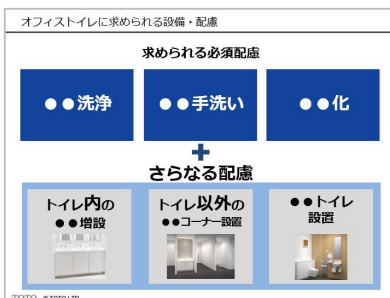 オフィストイレに求められる設備・配慮
求められる必須配慮
●●洗浄
●●手洗い
●●化
+
さらなる配慮
トイレ内の
●●増設
トイレ以外の
●●コーナー設置
●●トイレ
設置